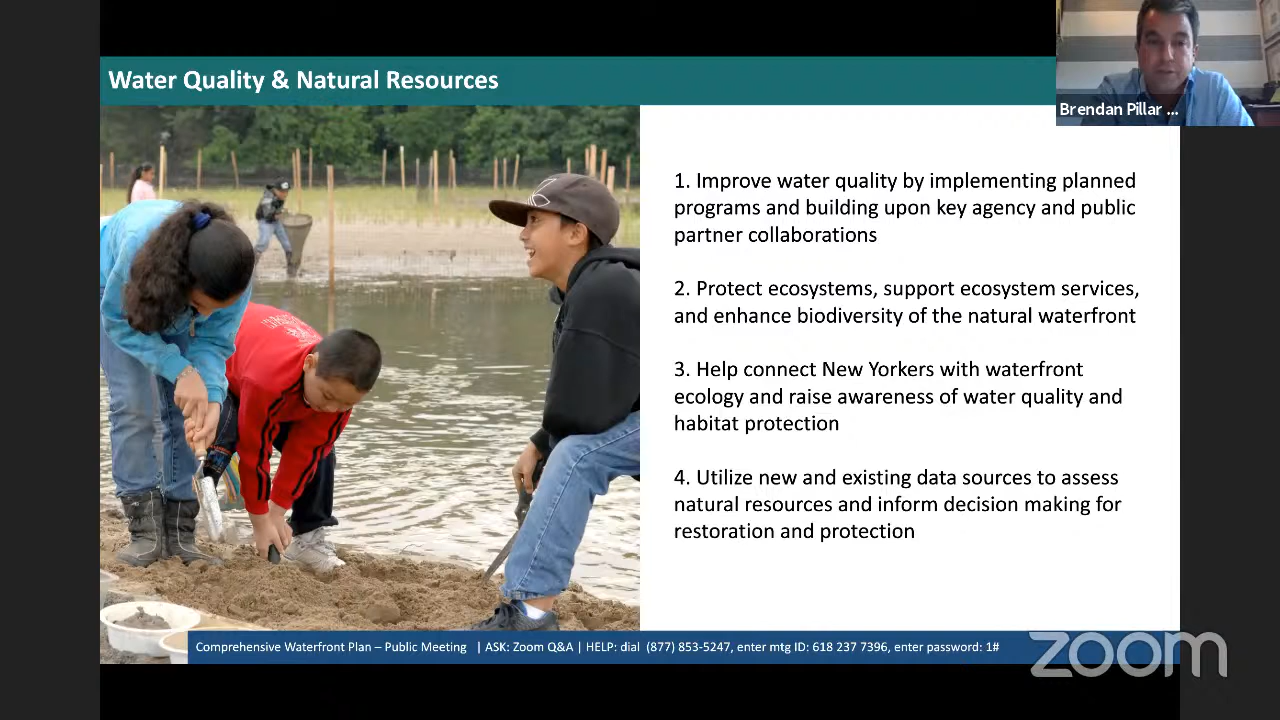 Water Quality & Natural Resources
Brendan Pillar ...
1. Improve water quality by implementing planned
programs and building upon key agency and public
partner collaborations
2. Protect ecosystems, support ecosystem services,
and enhance biodiversity of the natural waterfront
3. Help connect New Yorkers with waterfront
ecology and raise awareness of water quality and
habitat protection
4. Utilize new and existing data sources to assess
natural resources and inform decision making for
restoration and protection
Comprehensive Waterfront Plan – Public Meeting | ASK: Zoom Q&A | HELP: dial (877) 853-5247, enter mtg ID: 618 237 7396, enter password: 1#
zoom